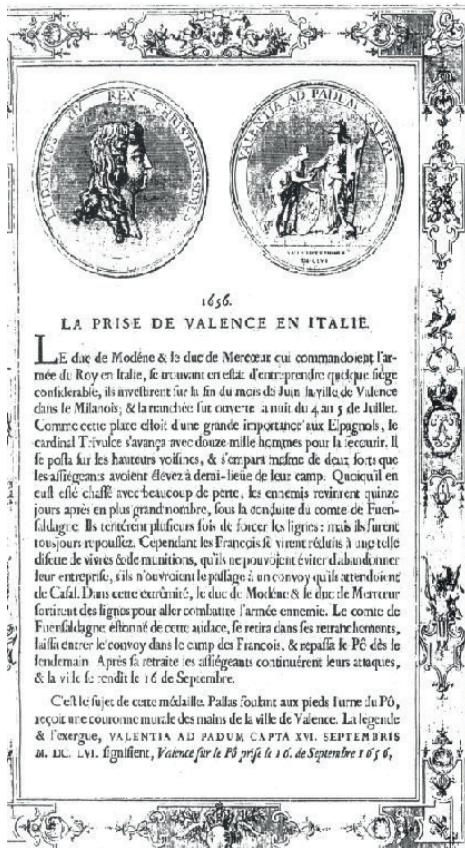 LUDOVICUS XIV REX CHRISTIANISSIMUS
VALENTIA AD PADUM CAPTA.
1656.
LA PRISE DE VALENCE EN ITALIE.
LE duc de Modéne & le duc de Mercœur qui commandoient l'ar-
mée du Roy en Italie, se trouvant en estat d'entreprendre quelque siége
considerable, ils investirent sur la fin du mois de Juin la ville de Valence
dans le Milanois, & la tranchée fut ouverte la nuit du 4 au 5 de Juillet.
Comme cette place estoit d'une grande importance aux Espagnols, le
cardinal Trivulce s'avança avec douze mille hommes pour la secourir. Il
se posta sur les hauteurs voisines, & s'empara mesme de deux forts que
les assiégeants avoient élevez à demi-lieüe de leur camp. Quoiqu'il en
eust esté chassé avec beaucoup de perte, les ennemis revinrent quinze
jours après en plus grand nombre, sous la conduite du comte de Fuen-
saldagne. Ils tentérent plusieurs fois de forcer les lignes: mais ils furent
tousjours repoussez. Cependant les François se virent réduits à une telle
disette de vivres & de munitions, qu'ils ne pouvoient éviter d'abandonner
leur entreprise, s'ils n'ouvroient le passage à un convoy qu'ils attendoient
de Casal. Dans cette extrémité, le duc de Modéne & le duc de Mercœur
sortirent des lignes pour aller combattre l'armée ennemie. Le comte de
Fuensaldagne estonné de cette audace, se retira dans ses retranchements,
laissa entrer le convoy dans le camp des François, & repassa le Pô dès le
lendemain. Après sa retraite les assiégeants continuérent leurs attaques,
& la ville se rendit le 16 de Septembre.
C'est le sujet de cette médaille. Pallas foulant aux pieds l'urne du Pô,
reçoit une couronne murale des mains de la ville de Valence. La legende
& l'exergue, VALENTIA AD PADUM CAPTA XVI. SEPTEMBRIS
M. DC. LVI. signifient, Valence sur le Pô prise le 16. de Septembre 1656,